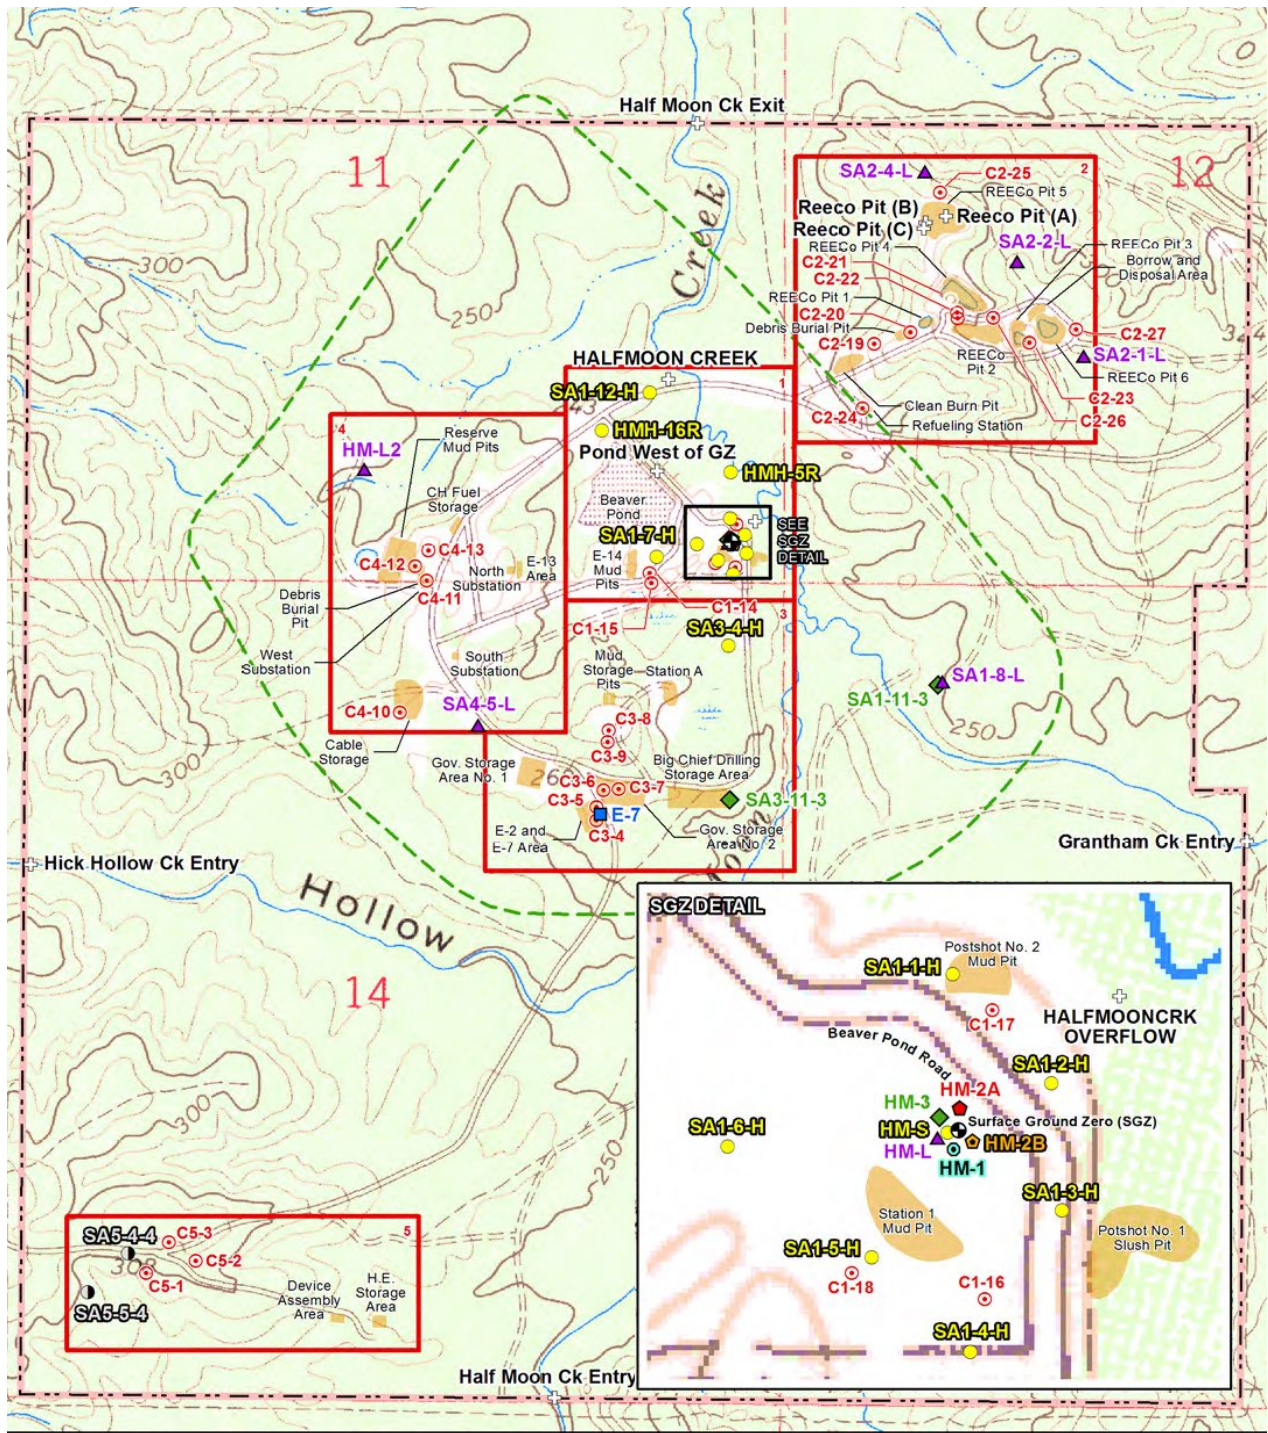 Half Moon Ck Exit
11
12
2
SA2-4-L
C2-25
REECo Pit 5
Reeco Pit (B)
Reeco Pit (A)
Reeco Pit (C)
SA2-2-L
REECo Pit 4
REECo Pit 3
C2-21
Borrow and
Disposal Area
C2-22
REECo Pit 1
C2-20
Debris Burial Pit
C2-27
C2-19
REECo
Pit 2
SA2-1-L
REECo Pit 6
C2-23
Clean Burn Pit
C2-24
C2-26
Refueling Station
300
250
Creek
HALFMOON CREEK
1
SA1-12-H
243
HMH-16R
Pond West of GZ
HMH-5R
Beaver
Pond
SEE
SGZ
DETAIL
SA1-7-H
E-14
Mud
Pits
C1-14
C1-15
4
HM-L2
Reserve
Mud Pits
CH Fuel
Storage
C4-13
C4-12
E-13
Area
North
Substation
C4-11
Debris
Burial
Pit
West
Substation
South
Substation
C4-10
SA4-5-L
Cable
Storage
300
3
SA3-4-H
Mud
Storage
Pits
Station A
C3-8
C3-9
Gov. Storage
Area No. 1
Big Chief Drilling
Storage Area
C3-6
C3-7
C3-5
SA3-11-3
E-7
C3-4
E-2 and
E-7 Area
Gov. Storage
Area No. 2
SA1-8-L
SA1-11-3
250
Hick Hollow Ck Entry
Grantham Ck Entry
Hollow
14
300
250
5
SA5-4-4
C5-3
C5-2
300
C5-1
SA5-5-4
Device
Assembly
Area
H.E.
Storage
Area
Half Moon Ck Entry
SGZ DETAIL
Postshot No. 2
Mud Pit
SA1-1-H
C1-17
HALFMOONCRK
OVERFLOW
Beaver Pond Road
SA1-2-H
HM-2A
HM-3
Surface Ground Zero (SGZ)
SA1-6-H
HM-S
HM-2B
HM-L
HM-1
SA1-3-H
Station 1
Mud Pit
Potshot No. 1
Slush Pit
SA1-5-H
C1-18
C1-16
SA1-4-H